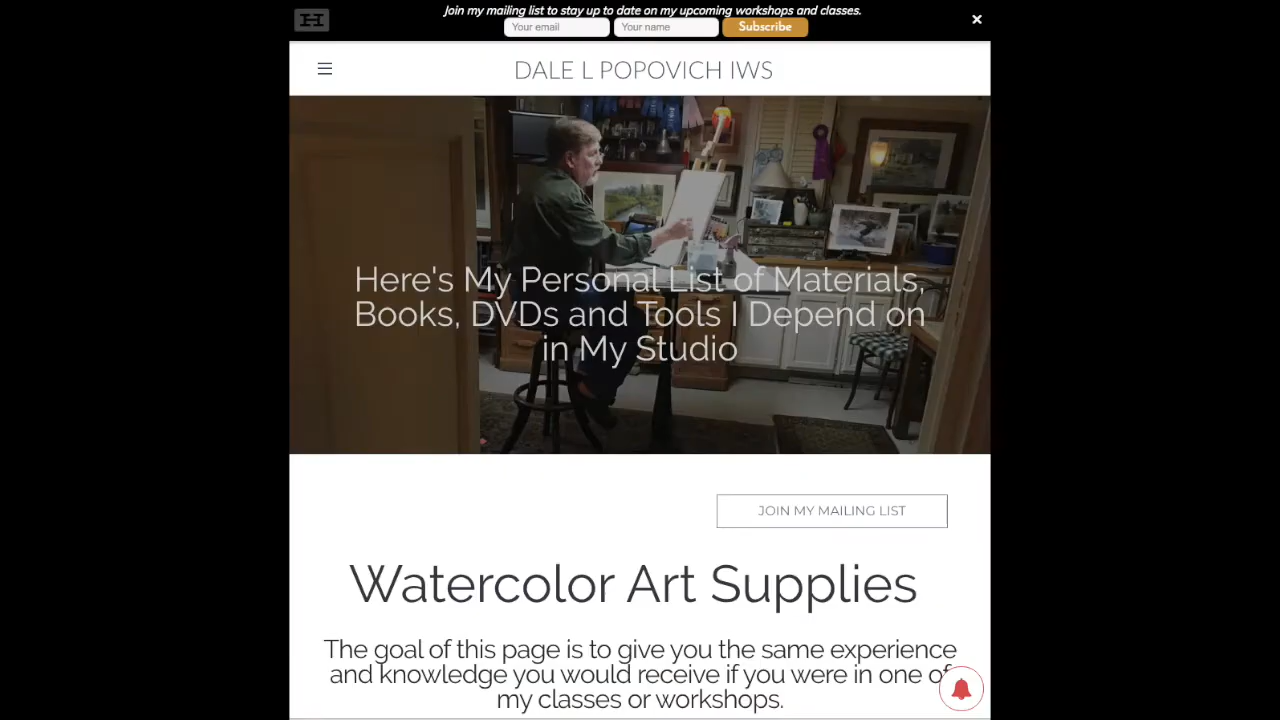 H
Join my mailing list to stay up to date on my upcoming workshops and classes.
Your email Your name Subscribe
DALE L POPOVICH IWS
Here's My Personal List of Materials,
Books, DVDs and Tools I Depend on
in My Studio
JOIN MY MAILING LIST
Watercolor Art Supplies
The goal of this page is to give you the same experience
and knowledge you would receive if you were in one of
my classes or workshops.